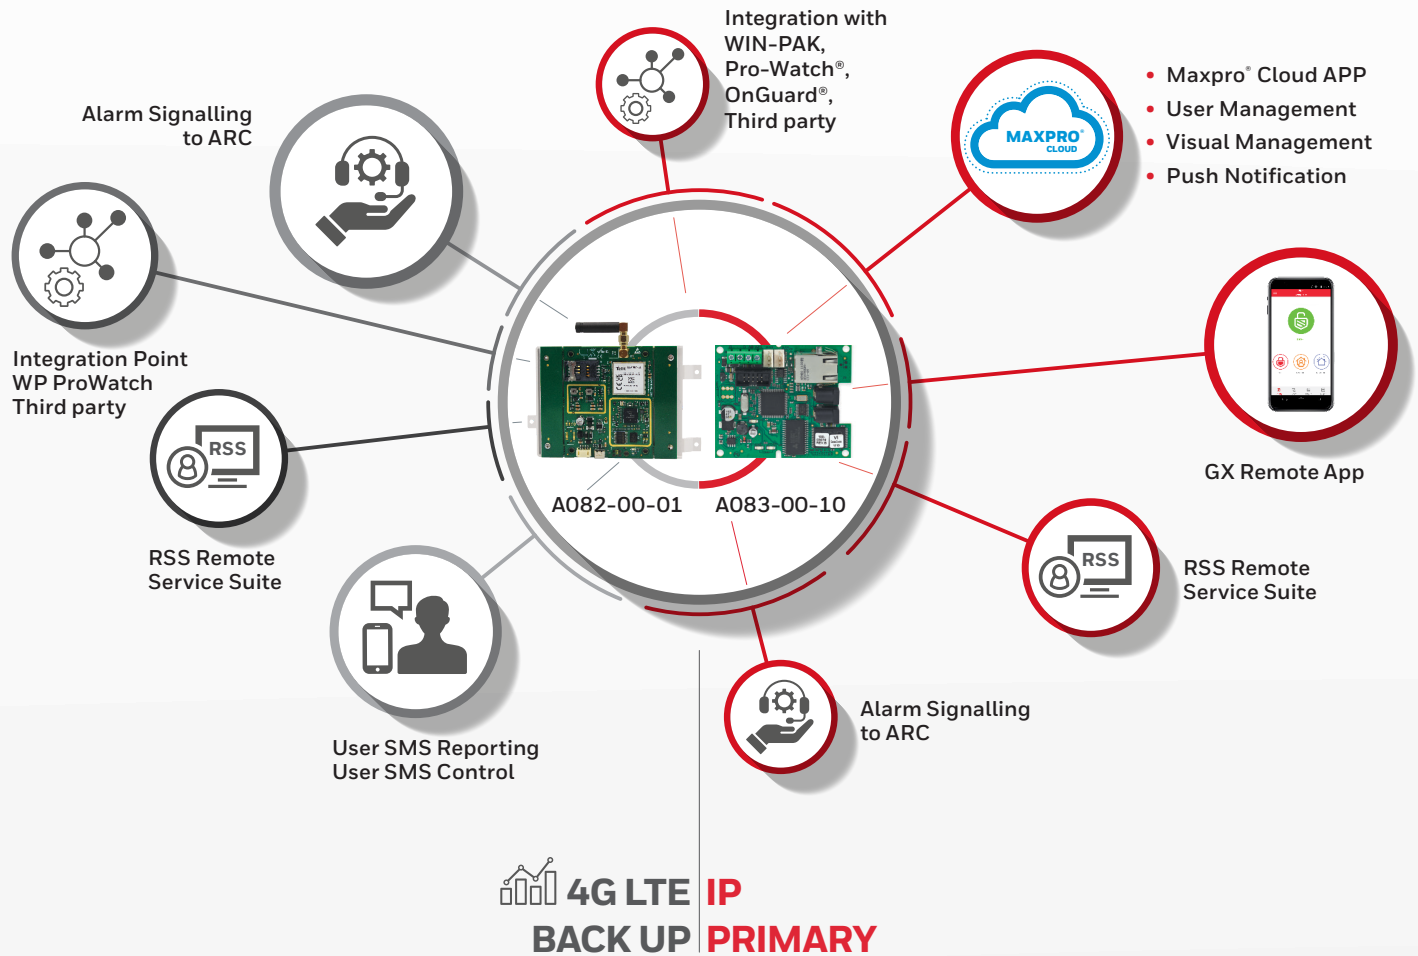 Integration with
WIN-PAK,
Pro-Watch®,
OnGuard®,
Third party
MAXPRO®
CLOUD
• Maxpro® Cloud APP
• User Management
• Visual Management
• Push Notification
Alarm Signalling
to ARC
Integration Point
WP ProWatch
Third party
RSS
RSS Remote
Service Suite
A082-00-01
A083-00-10
GX Remote App
RSS
RSS Remote
Service Suite
User SMS Reporting
User SMS Control
Alarm Signalling
to ARC
4G LTE
BACK UP
IP
PRIMARY